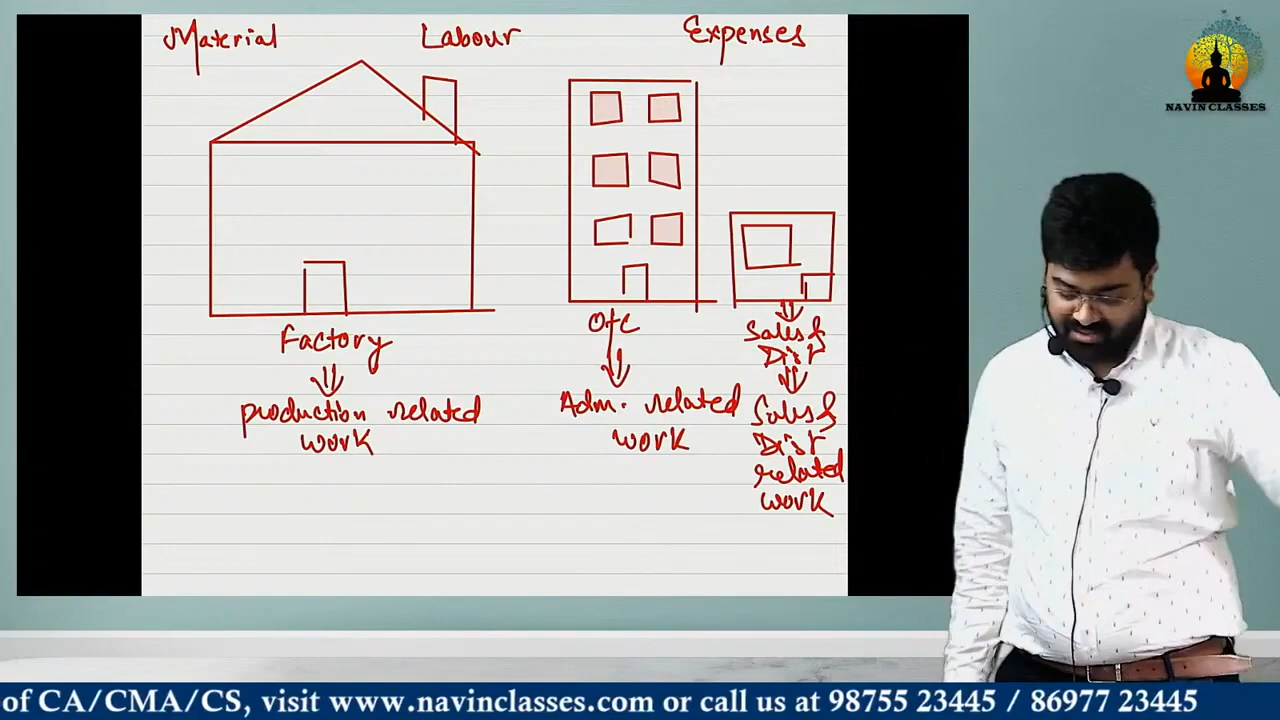 Material Labour Expenses
NAVIN CLASSES
Factory
production related
work
Ofc
Adm. related
work
Sales &
Dist
Sales &
Dist
related
work
of CA/CMA/CS, visit www.navinclasses.com or call us at 98755 23445 / 86977 23445